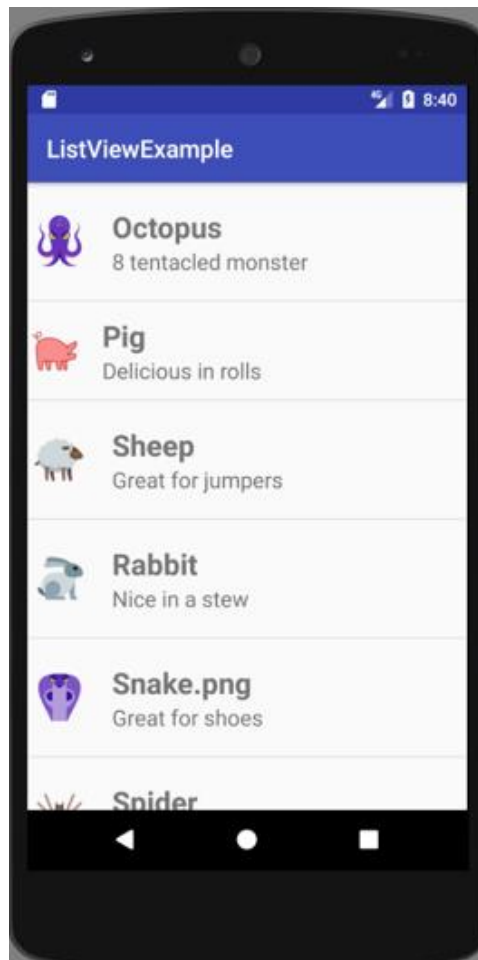 4G 8:40
ListViewExample
Octopus
8 tentacled monster
Pig
Delicious in rolls
Sheep
Great for jumpers
Rabbit
Nice in a stew
Snake.png
Great for shoes
Spider